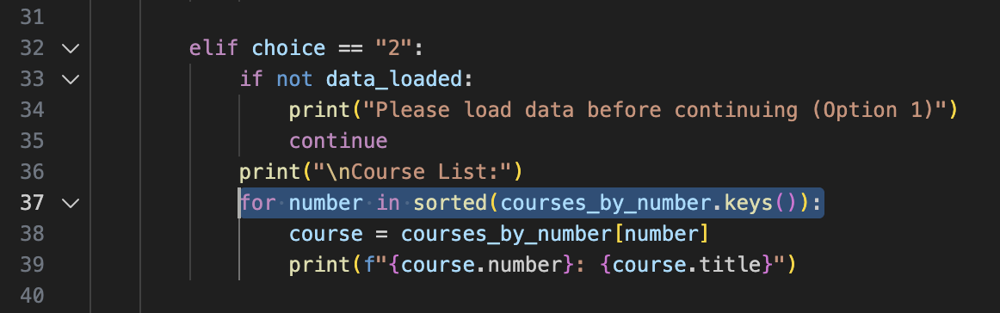 31
32 elif choice == "2":
33 if not data_loaded:
34 print("Please load data before continuing (Option 1)")
35 continue
36 print("\nCourse List:")
37 for number in sorted(courses_by_number.keys()):
38 course = courses_by_number[number]
39 print(f"{course.number}: {course.title}")
40